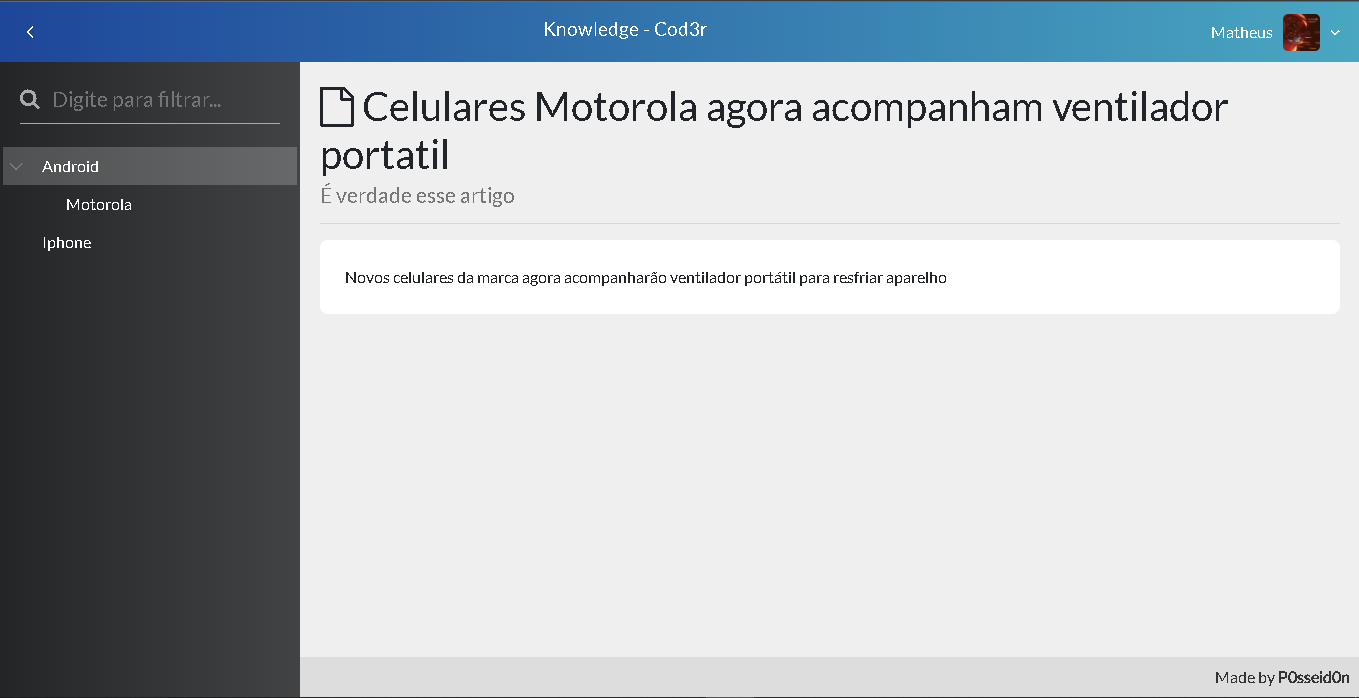 Knowledge - Cod3r
Matheus
Digite para filtrar...
Android
Motorola
Iphone
Celulares Motorola agora acompanham ventilador
portatil
É verdade esse artigo
Novos celulares da marca agora acompanharão ventilador portátil para resfriar aparelho
Made by P0sseid0n